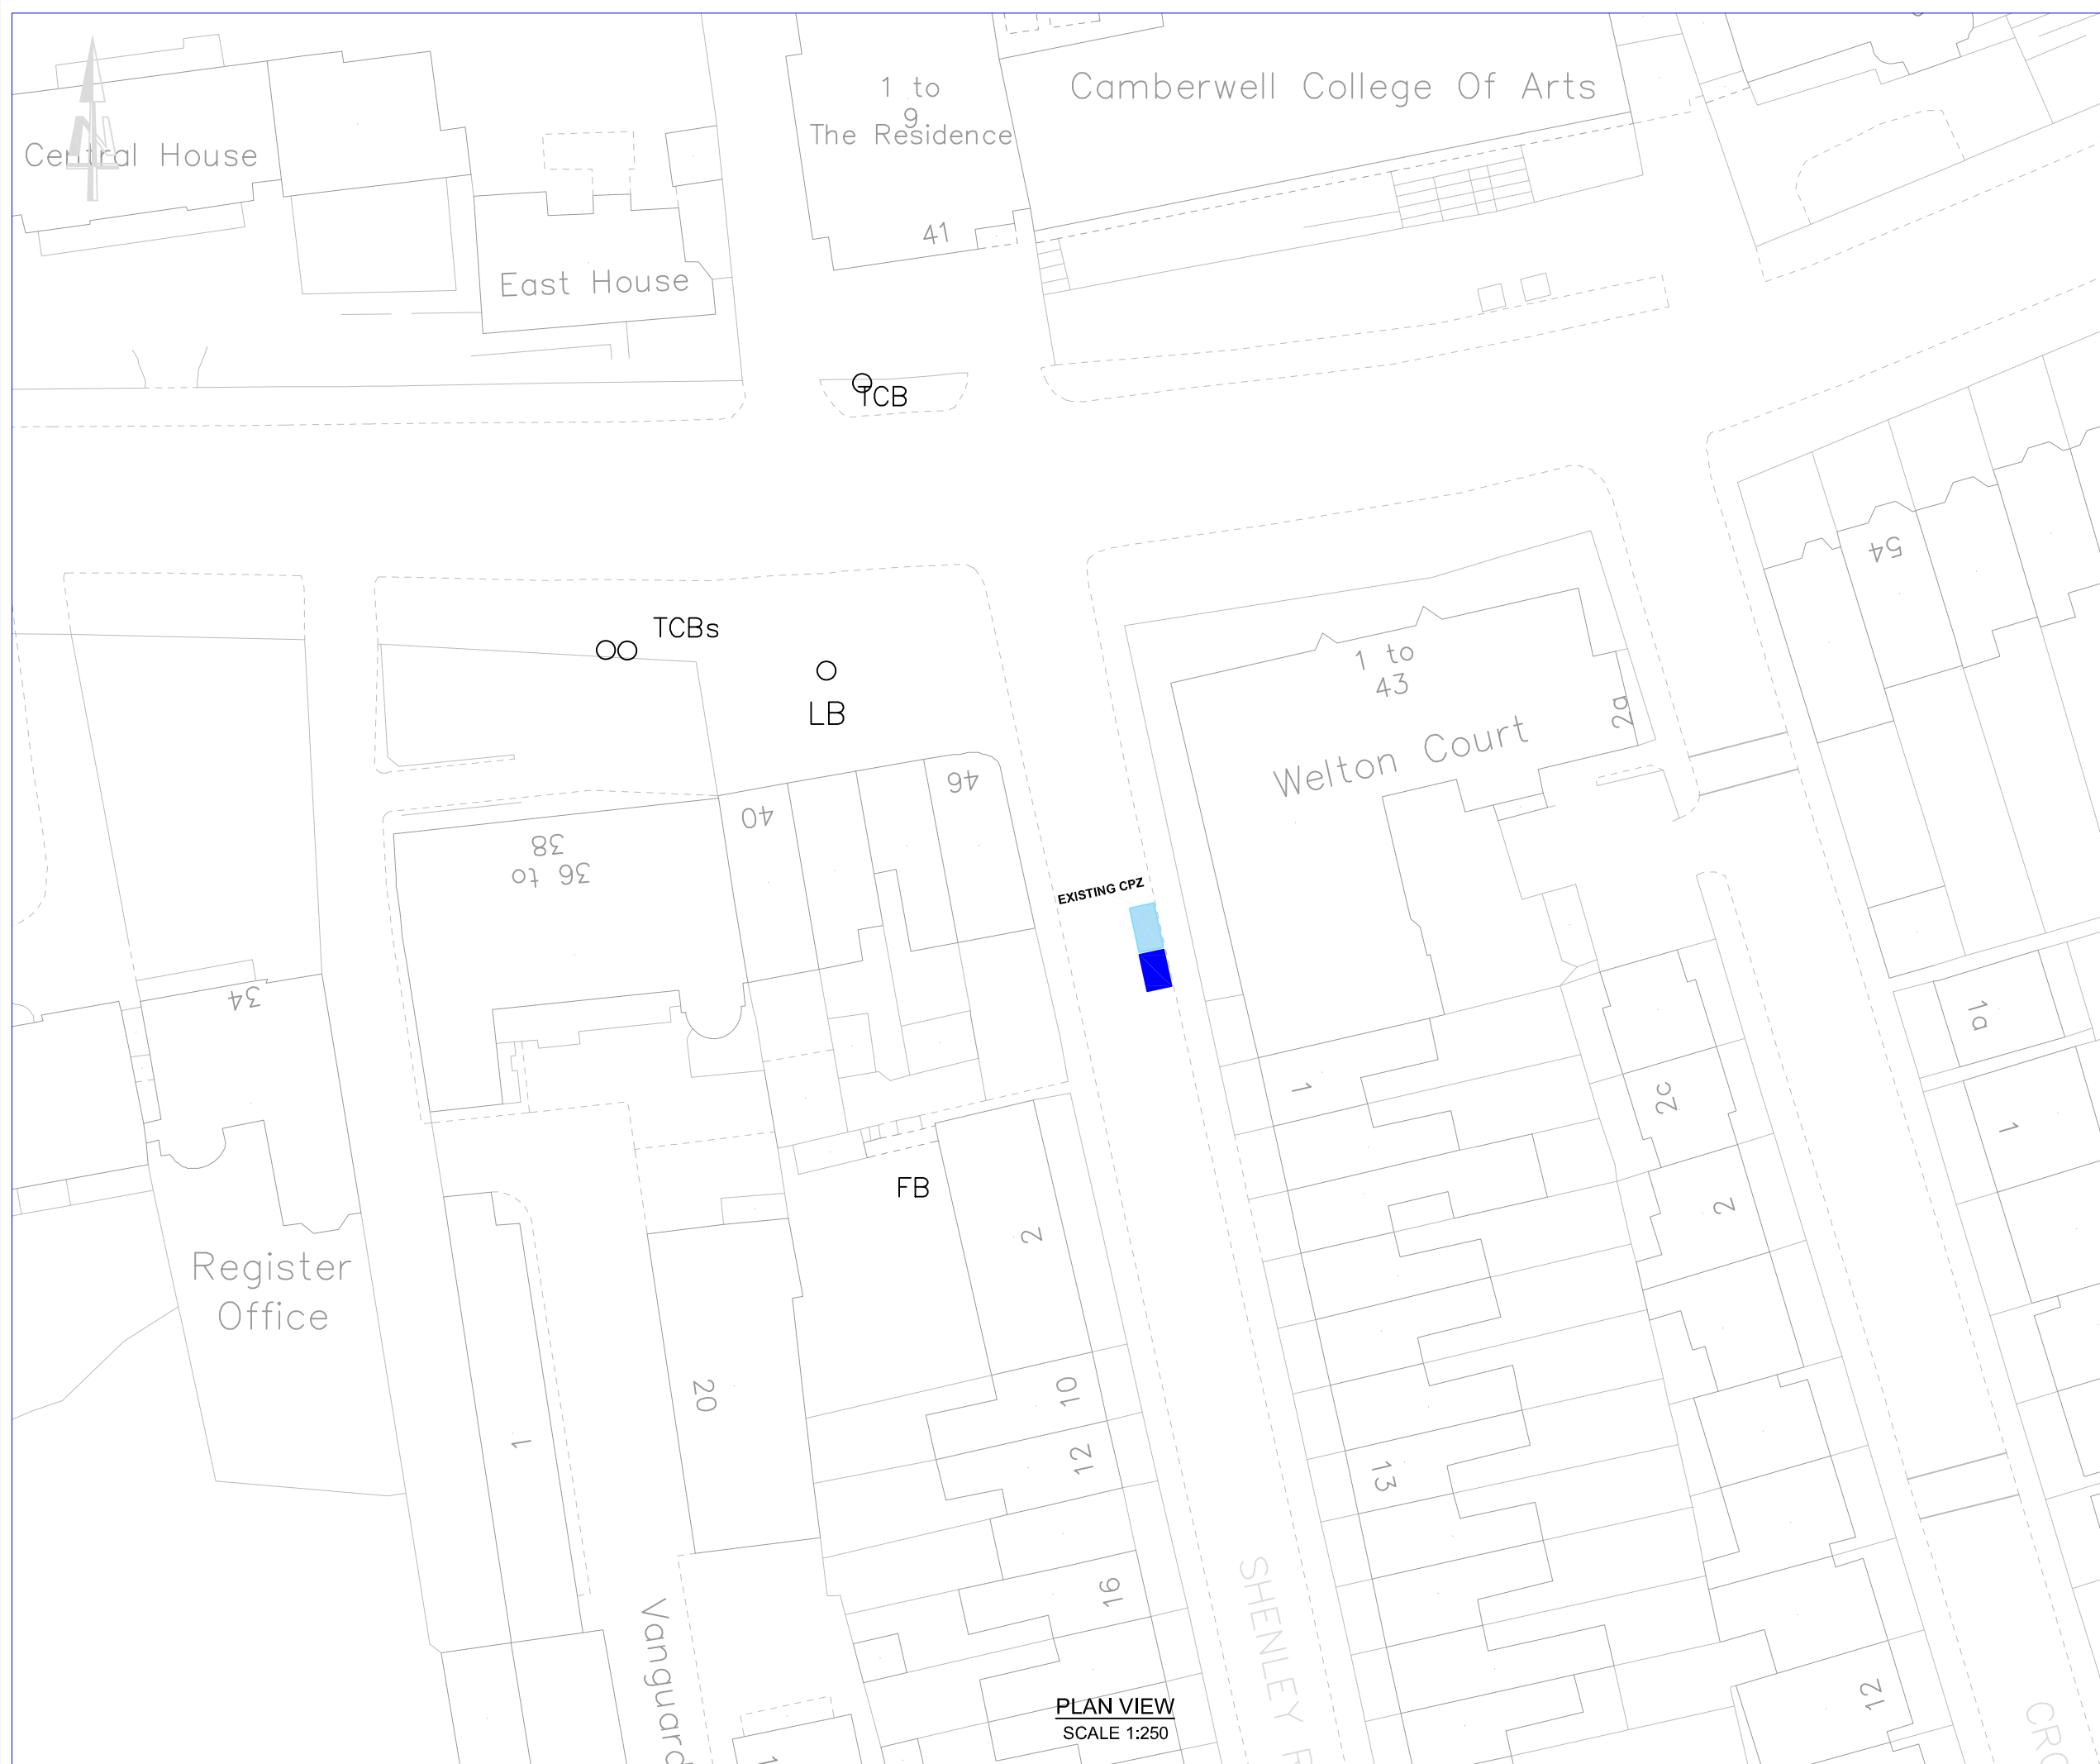 Camberwell College Of Arts
1 to
9
The Residence
N
Central House
41
East House
TCB
54
TCBs
1 to
43
2a
LB
Welton Court
46
40
38
36 to
EXISTING CPZ
34
1a
1
2c
1
FB
2
2
Register
Office
20
10
1
12
13
16
SHENLEY R
Vanguard
12
PLAN VIEW
SCALE 1:250
CRO
1